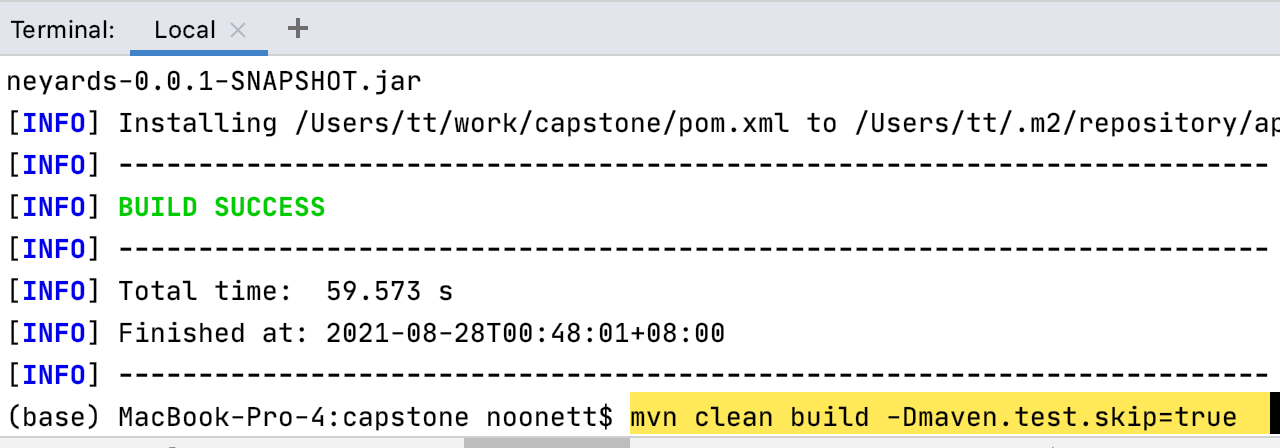 Terminal: Local × +
neyards-0.0.1-SNAPSHOT.jar
[INFO] Installing /Users/tt/work/capstone/pom.xml to /Users/tt/.m2/repository/ap
[INFO] ------------------------------------------------------------------------
[INFO] BUILD SUCCESS
[INFO] ------------------------------------------------------------------------
[INFO] Total time:  59.573 s
[INFO] Finished at: 2021-08-28T00:48:01+08:00
[INFO] ------------------------------------------------------------------------
(base) MacBook-Pro-4:capstone noonett$ mvn clean build -Dmaven.test.skip=true